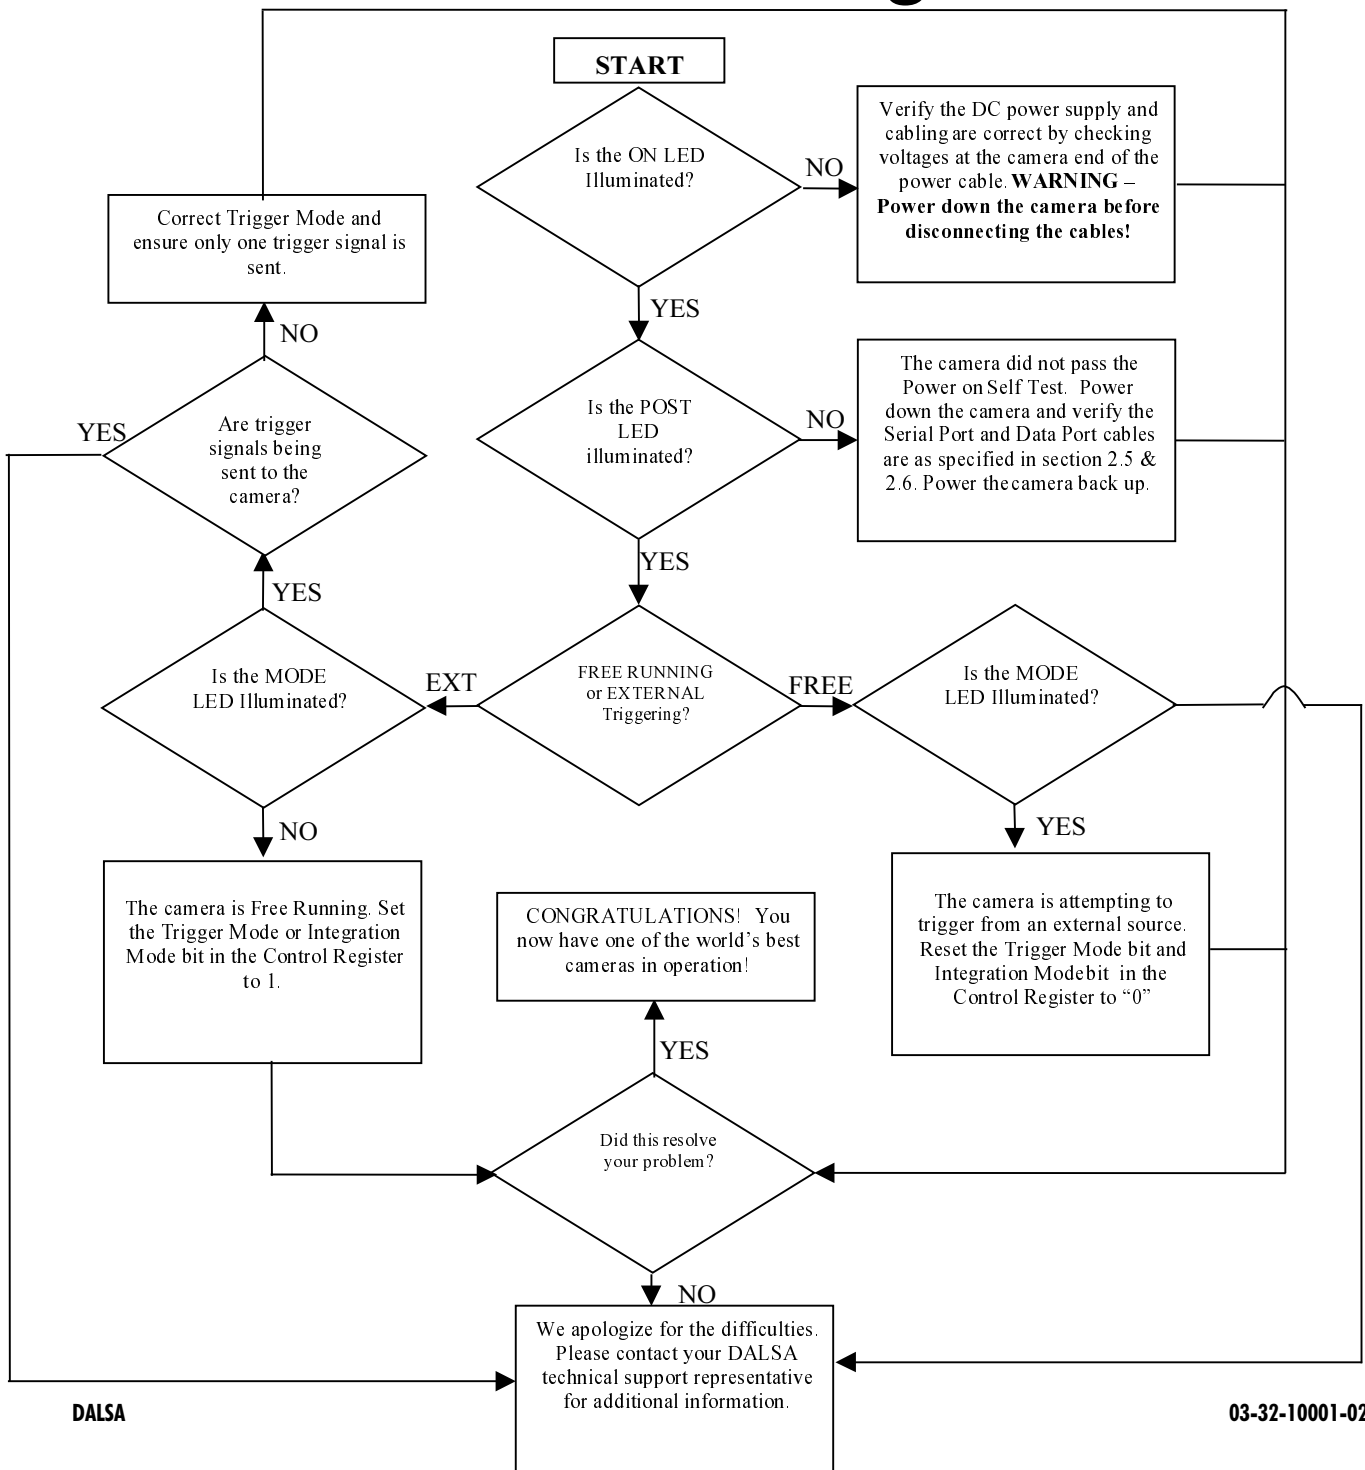 START
Is the ON LED
Illuminated?
NO
Verify the DC power supply and
cabling are correct by checking
voltages at the camera end of the
power cable. WARNING –
Power down the camera before
disconnecting the cables!
Correct Trigger Mode and
ensure only one trigger signal is
sent.
YES
NO
Is the POST
LED
illuminated?
NO
The camera did not pass the
Power on Self Test. Power
down the camera and verify the
Serial Port and Data Port cables
are as specified in section 2.5 &
2.6. Power the camera back up.
YES
Are trigger
signals being
sent to the
camera?
YES
YES
Is the MODE
LED Illuminated?
EXT
FREE RUNNING
or EXTERNAL
Triggering?
FREE
Is the MODE
LED Illuminated?
NO
YES
The camera is Free Running. Set
the Trigger Mode or Integration
Mode bit in the Control Register
to 1.
CONGRATULATIONS! You
now have one of the world's best
cameras in operation!
The camera is attempting to
trigger from an external source.
Reset the Trigger Mode bit and
Integration Mode bit in the
Control Register to “0”
YES
Did this resolve
your problem?
NO
We apologize for the difficulties.
Please contact your DALSA
technical support representative
for additional information.
DALSA
03-32-10001-02